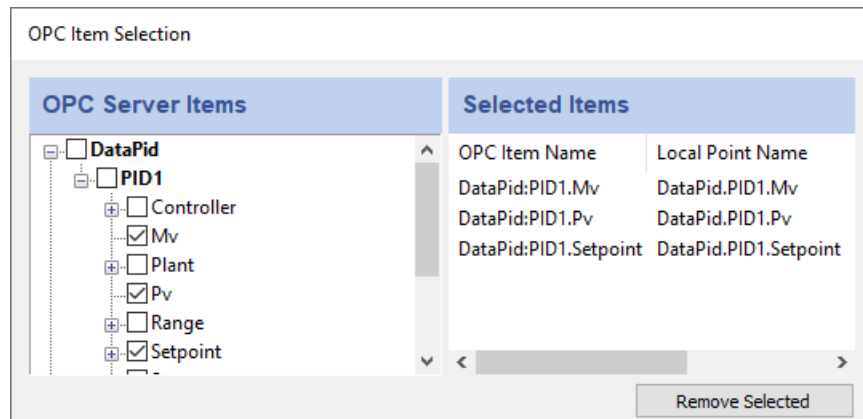 OPC Item Selection
OPC Server Items
DataPid
PID1
Controller
Mv
Plant
Pv
Range
Setpoint
Selected Items
OPC Item Name Local Point Name
DataPid:PID1.Mv DataPid.PID1.Mv
DataPid:PID1.Pv DataPid.PID1.Pv
DataPid:PID1.Setpoint DataPid.PID1.Setpoint
Remove Selected